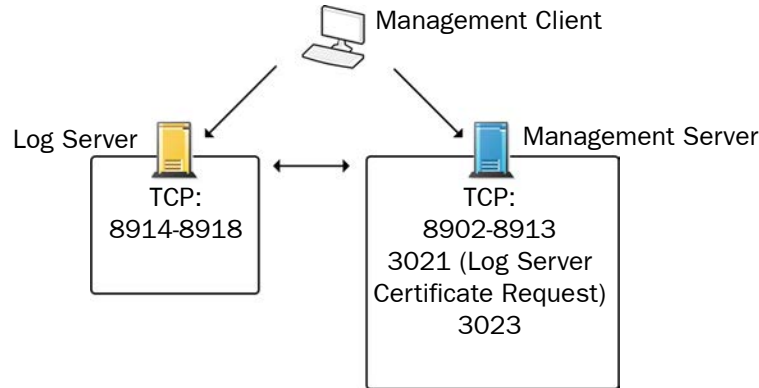 Management Client
Log Server
TCP:
8914-8918
Management Server
TCP:
8902-8913
3021 (Log Server
Certificate Request)
3023